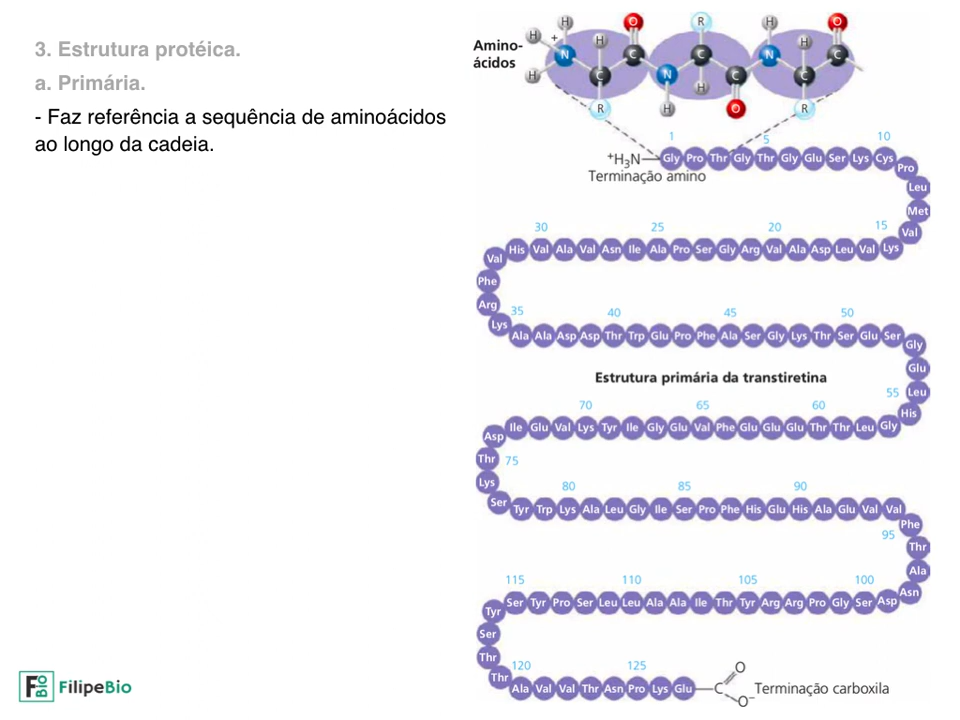 3. Estrutura protéica.
a. Primária.
- Faz referência a sequência de aminoácidos
ao longo da cadeia.
Amino-
ácidos
H H + N H H C R O C N H R C H C O H N H C R O C
1 5 10
+H3N Gly Pro Thr Gly Thr Gly Glu Ser Lys Cys
Terminação amino
Pro
Leu
Met
Val
30 25 20 15
Val His Val Ala Val Asn Ile Ala Pro Ser Gly Arg Val Ala Asp Leu Val Lys
Phe
Arg
35 40 45 50
Lys Ala Ala Asp Asp Thr Trp Glu Pro Phe Ala Ser Gly Lys Thr Ser Glu Ser
Gly
Glu
Estrutura primária da transtiretina
55 Leu
His
70 65 60
Asp Ile Glu Val Lys Tyr Ile Gly Glu Val Phe Glu Glu Glu Thr Thr Leu Gly
Thr 75
Lys
80 85 90
Ser Tyr Trp Lys Ala Leu Gly Ile Ser Pro Phe His Glu His Ala Glu Val Val
Phe
95
Thr
Ala
Asn
115 110 105 100
Tyr Ser Tyr Pro Ser Leu Leu Ala Ala Ile Thr Tyr Arg Arg Pro Gly Ser Asp
Ser
Thr
120 125
Thr Ala Val Val Thr Asn Pro Lys Glu C O O- Terminação carboxila
F BIO FilipeBio